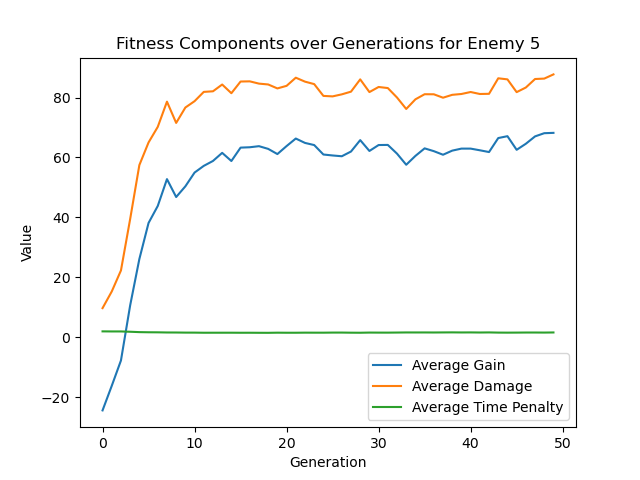 Fitness Components over Generations for Enemy 5
Value
80
60
40
20
0
−20
Average Gain
Average Damage
Average Time Penalty
0 10 20 30 40 50
Generation